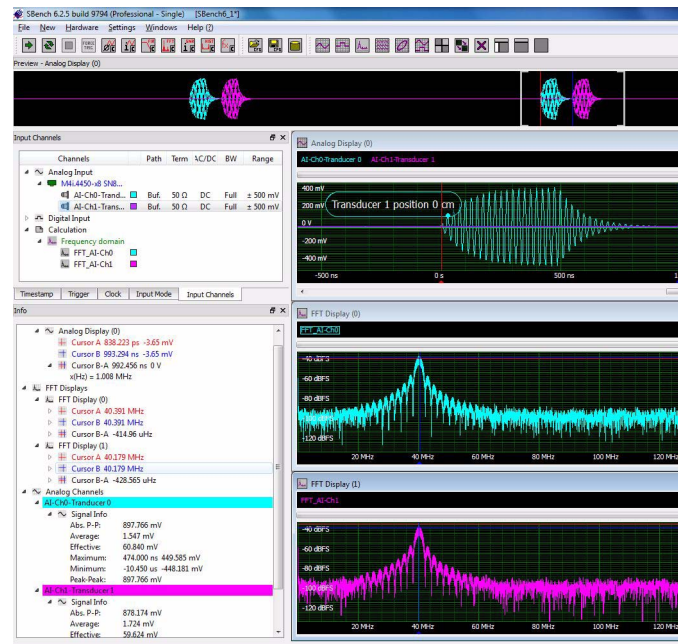 SBench 6.2.5 build 9794 (Professional - Single) [SBench6_1*]
File New Hardware Settings Windows Help (?)
Preview - Analog Display (0)
Input Channels
Channels Path Term AC/DC BW Range
Analog Input
M4i.4450-x8 SN8...
AI-Ch0-Trand... Buf. 50 Ω DC Full ± 500 mV
AI-Ch1-Trans... Buf. 50 Ω DC Full ± 500 mV
Digital Input
Calculation
Frequency domain
FFT_AI-Ch0
FFT_AI-Ch1
Timestamp Trigger Clock Input Mode Input Channels
Analog Display (0)
AI-Ch0-Tranducer 0 AI-Ch1-Transducer 1
400 mV
200 mV
Transducer 1 position 0 cm
0 V
-200 mV
-400 mV
-500 ns 0 s 500 ns 1
Info
Analog Display (0)
Cursor A 838.223 ps -3.65 mV
Cursor B 993.294 ns -3.65 mV
Cursor B-A 992.456 ns 0 V
x(Hz) = 1.008 MHz
FFT Displays
FFT Display (0)
Cursor A 40.391 MHz
Cursor B 40.391 MHz
Cursor B-A -414.96 uHz
FFT Display (1)
Cursor A 40.179 MHz
Cursor B 40.179 MHz
Cursor B-A -428.565 uHz
Analog Channels
AI-Ch0-Tranducer 0
Signal Info
Abs. P-P: 897.766 mV
Average: 1.547 mV
Effective: 60.840 mV
Maximum: 474.000 ns 449.585 mV
Minimum: -10.450 us -448.181 mV
Peak-Peak: 897.766 mV
AI-Ch1-Transducer 1
Signal Info
Abs. P-P: 878.174 mV
Average: 1.724 mV
Effective: 59.624 mV
FFT Display (0)
FFT_AI-Ch0
-40 dBFS
-60 dBFS
-80 dBFS
-100 dBFS
-120 dBFS
20 MHz 40 MHz 60 MHz 80 MHz 100 MHz 120 MHz
FFT Display (1)
FFT_AI-Ch1
-40 dBFS
-60 dBFS
-80 dBFS
-100 dBFS
-120 dBFS
20 MHz 40 MHz 60 MHz 80 MHz 100 MHz 120 MHz